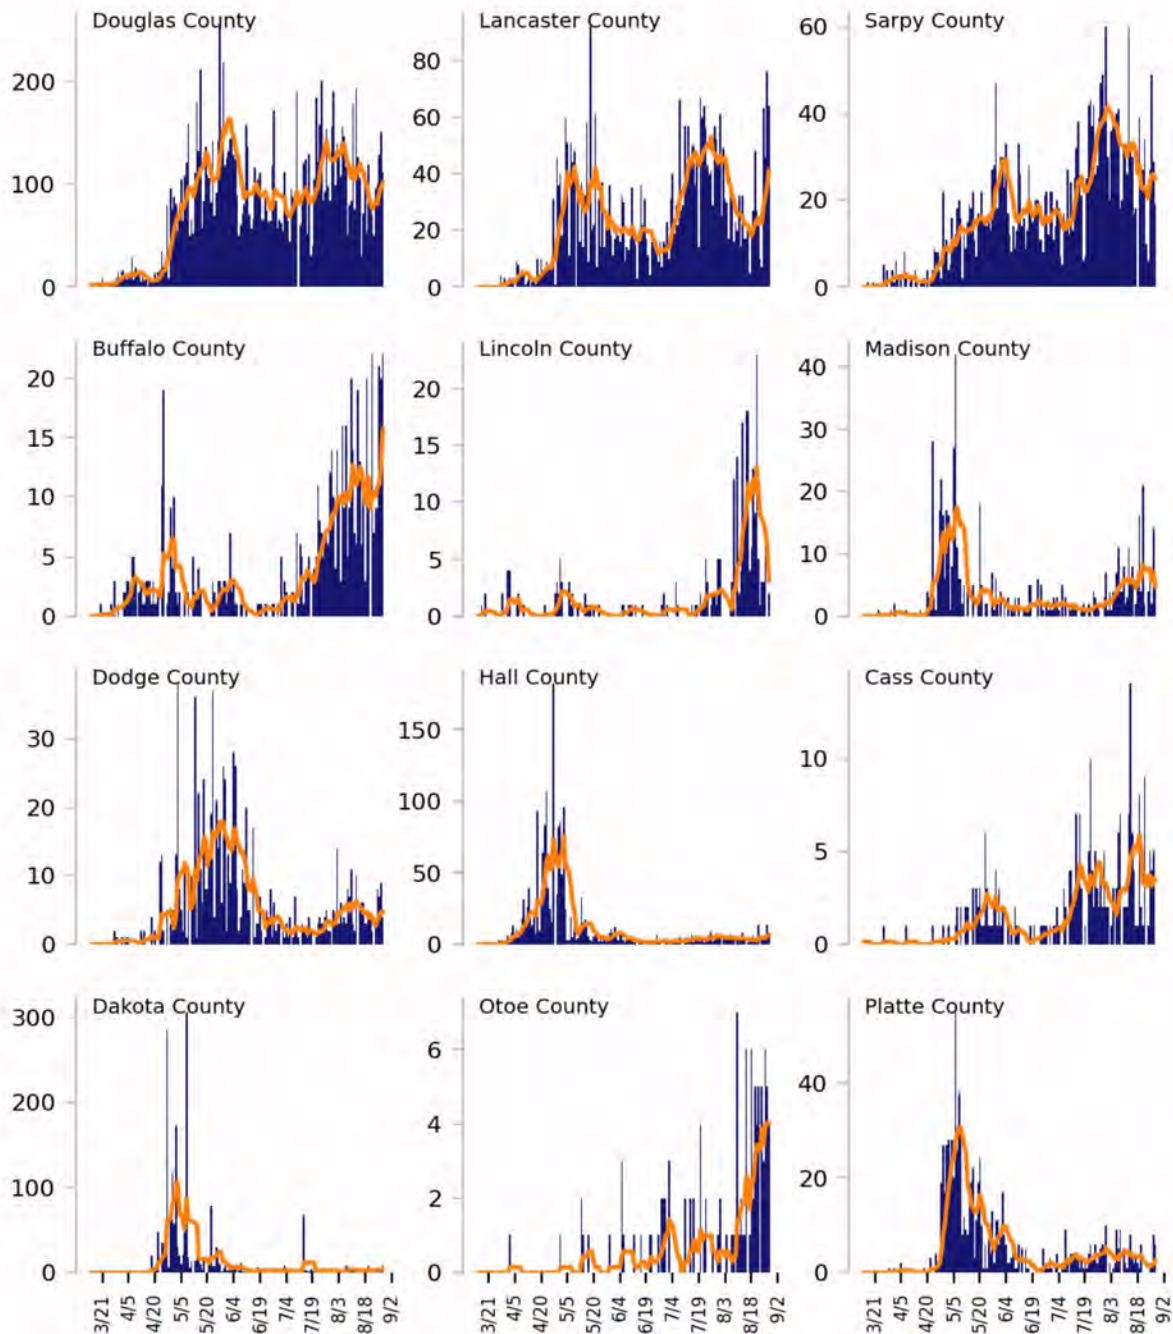 Douglas County Lancaster County Sarpy County
200 80 60
100 60 40
0 40 20
20 0
0
Buffalo County Lincoln County Madison County
20 20 40
15 15 30
10 10 20
5 5 10
0 0 0
Dodge County Hall County Cass County
30 150 10
20 100 5
10 50 0
0 0
Dakota County Otoe County Platte County
300 6 40
200 4 20
100 2 0
0 0
3/21 4/5 4/20 5/5 5/20 6/4 6/19 7/4 7/19 8/3 8/18 9/2 3/21 4/5 4/20 5/5 5/20 6/4 6/19 7/4 7/19 8/3 8/18 9/2 3/21 4/5 4/20 5/5 5/20 6/4 6/19 7/4 7/19 8/3 8/18 9/2